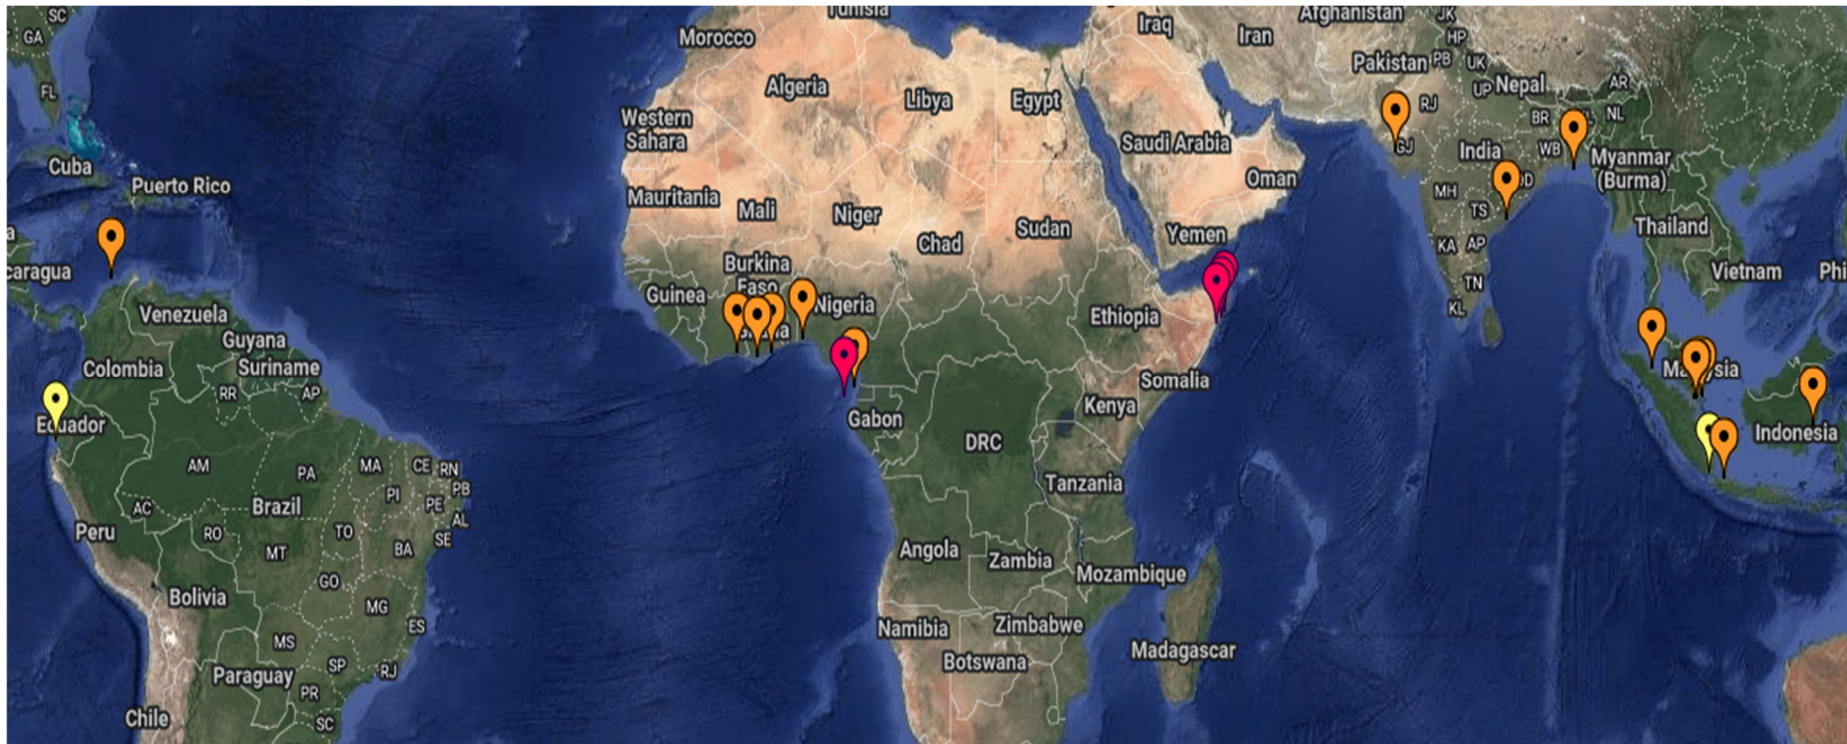 SC
Tunisia
Afghanistan
JK
GA
Morocco
Iraq
Iran
HP
Pakistan
PB
UK
FL
Algeria
Libya
Egypt
UP
Nepal
AR
RJ
Western
Sahara
BR
NL
Saudi Arabia
GJ
India
WB
Myanmar
(Burma)
Cuba
Puerto Rico
Mauritania
Mali
Niger
Oman
MH
OD
TS
Chad
Sudan
Yemen
Thailand
KA
AP
caragua
Burkina
Faso
Vietnam
Phi
Guinea
Nigeria
TN
Venezuela
Ethiopia
KL
Guyana
Suriname
Colombia
Malaysia
Somalia
RR
AP
Kenya
Ecuador
Gabon
Indonesia
DRC
AM
PA
MA
CE
RN
PI
PB
Tanzania
AC
Brazil
PE
AL
Peru
RO
TO
SE
MT
BA
Angola
Zambia
Mozambique
GO
Bolivia
MG
ES
Namibia
Zimbabwe
MS
Madagascar
SP
RJ
Botswana
Paraguay
PR
Chile
SC